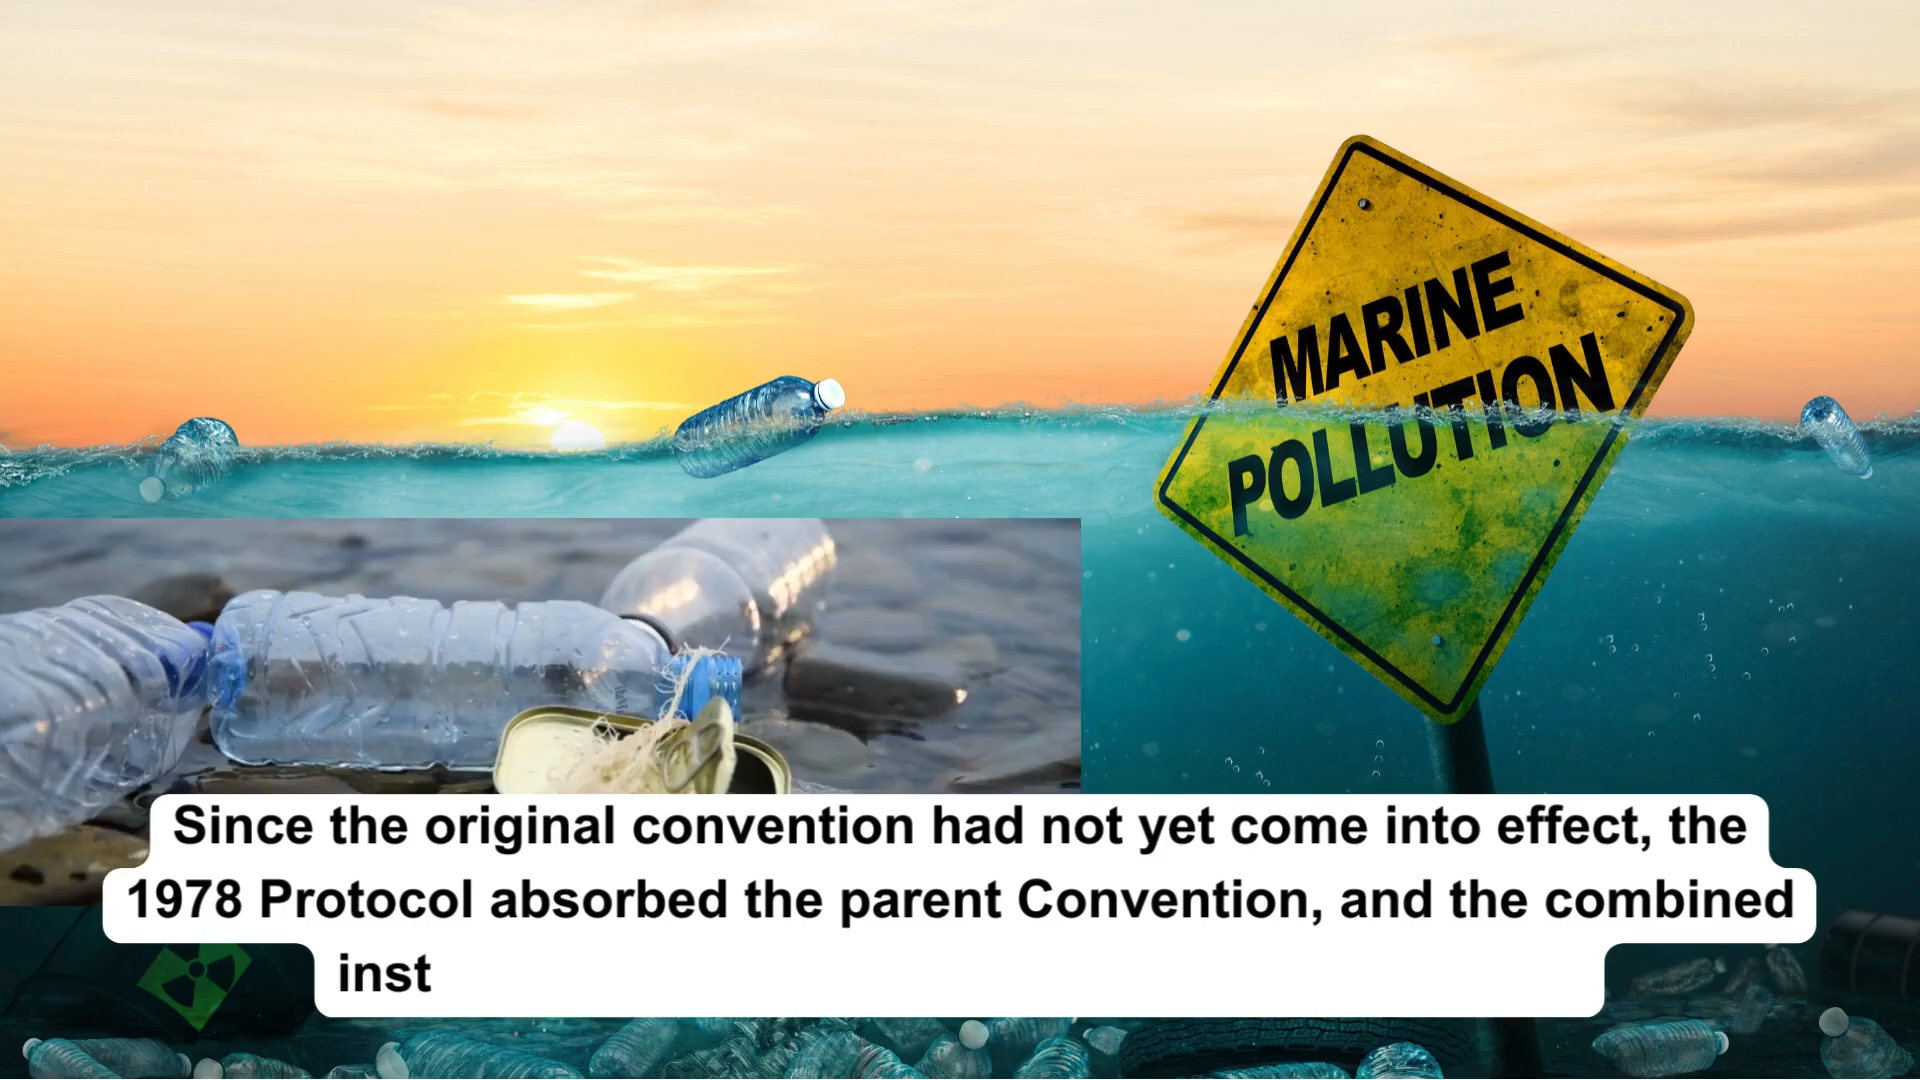 MARINE
POLLUTION
Since the original convention had not yet come into effect, the
1978 Protocol absorbed the parent Convention, and the combined
inst